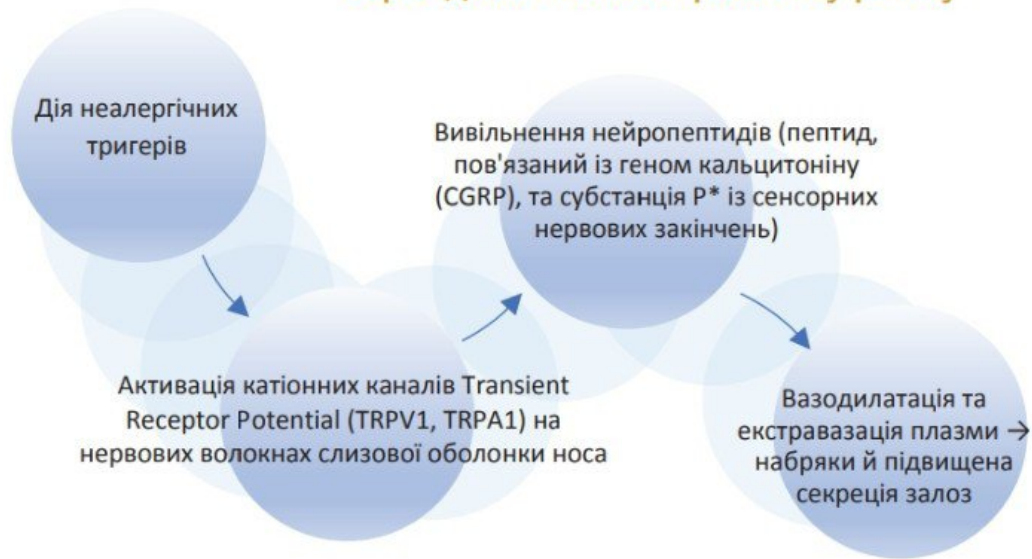 Дія неалергічних
тригерів
Активація катіонних каналів Transient
Receptor Potential (TRPV1, TRPA1) на
нервових волокнах слизової оболонки носа
Вивільнення нейропептидів (пептид,
пов'язаний із геном кальцитоніну
(CGRP), та субстанція P* із сенсорних
нервових закінчень)
Вазодилатація та
екстравазація плазми →
набряки й підвищена
секреція залоз